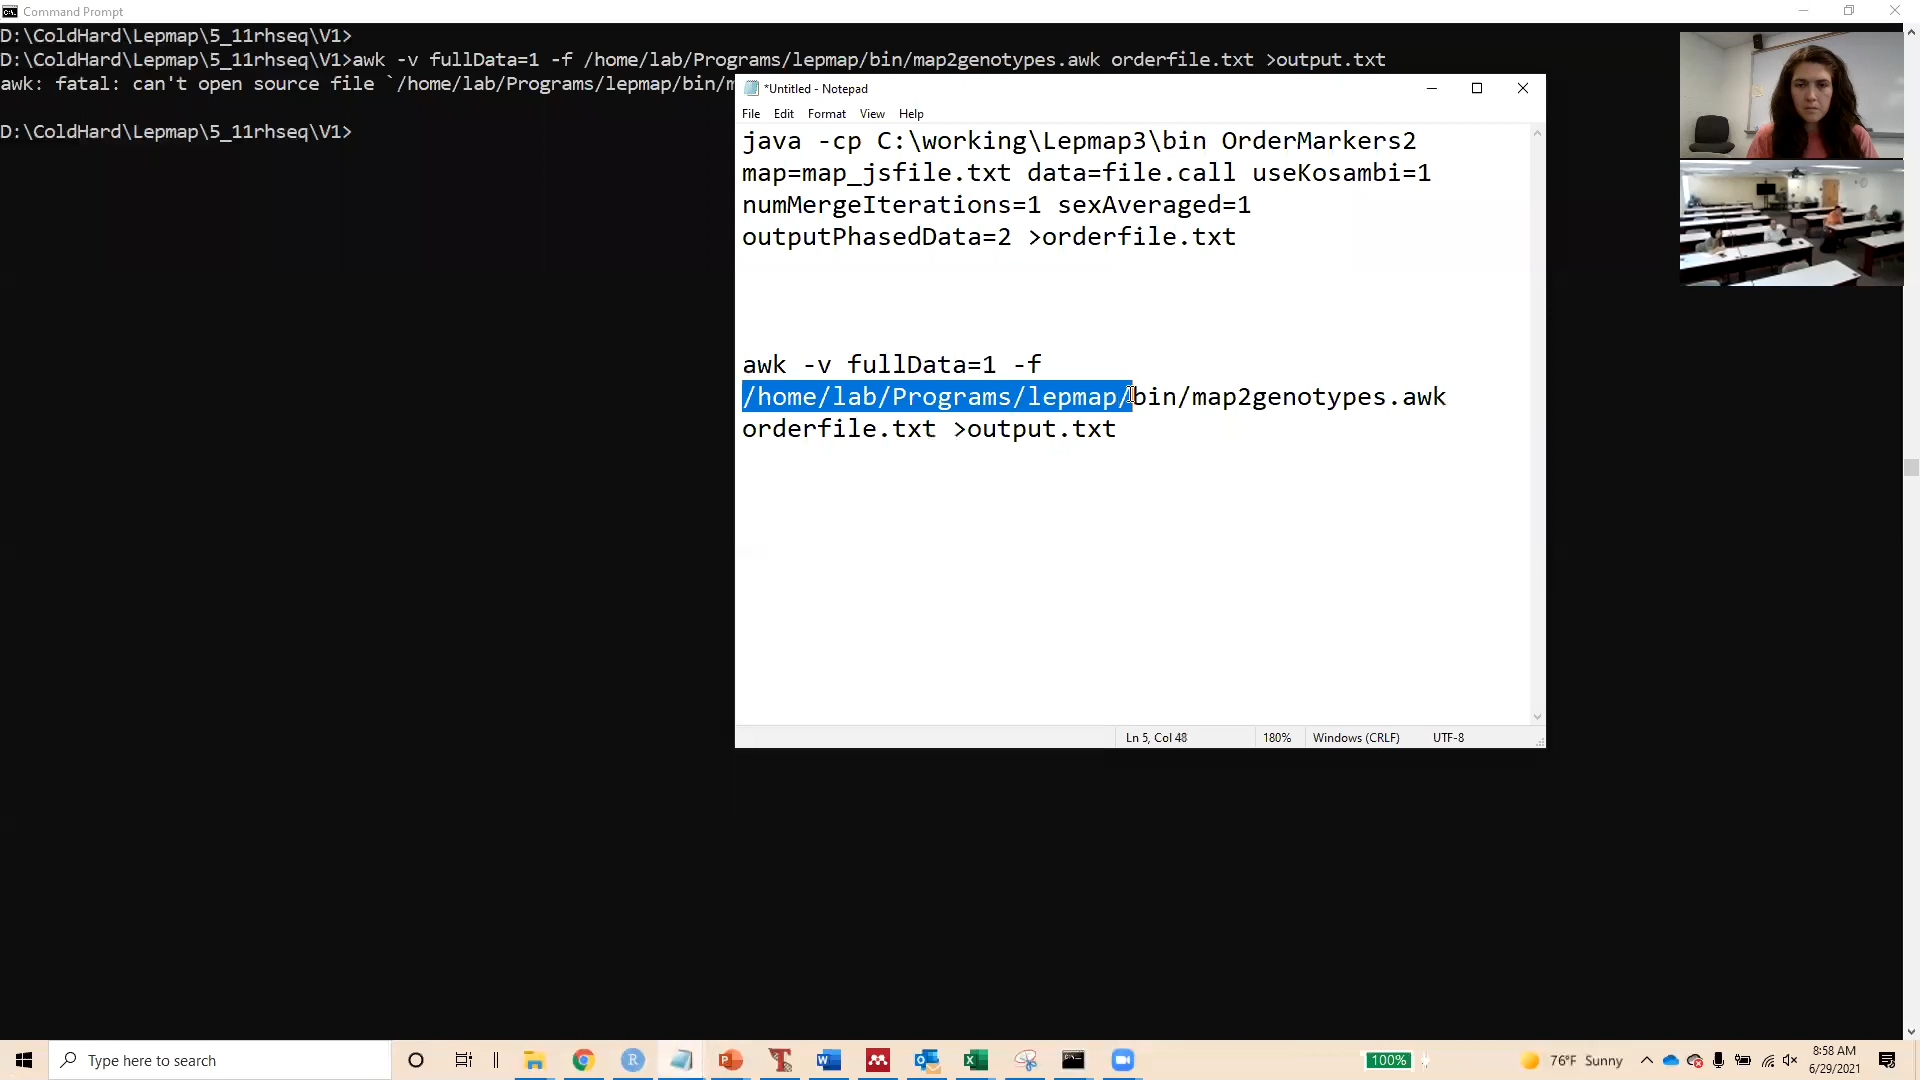 Command Prompt
D:\ColdHard\Lepmap\5_11rhseq\V1>
D:\ColdHard\Lepmap\5_11rhseq\V1>awk -v fullData=1 -f /home/lab/Programs/lepmap/bin/map2genotypes.awk orderfile.txt >output.txt
awk: fatal: can't open source file `/home/lab/Programs/lepmap/bin/m
D:\ColdHard\Lepmap\5_11rhseq\V1>
*Untitled - Notepad
File Edit Format View Help
java -cp C:\working\Lepmap3\bin OrderMarkers2
map=map_jsfile.txt data=file.call useKosambi=1
numMergeIterations=1 sexAveraged=1
outputPhasedData=2 >orderfile.txt
awk -v fullData=1 -f
/home/lab/Programs/lepmap/bin/map2genotypes.awk
orderfile.txt >output.txt
Ln 5, Col 48 180% Windows (CRLF) UTF-8
Type here to search
100%
76°F Sunny
8:58 AM
6/29/2021